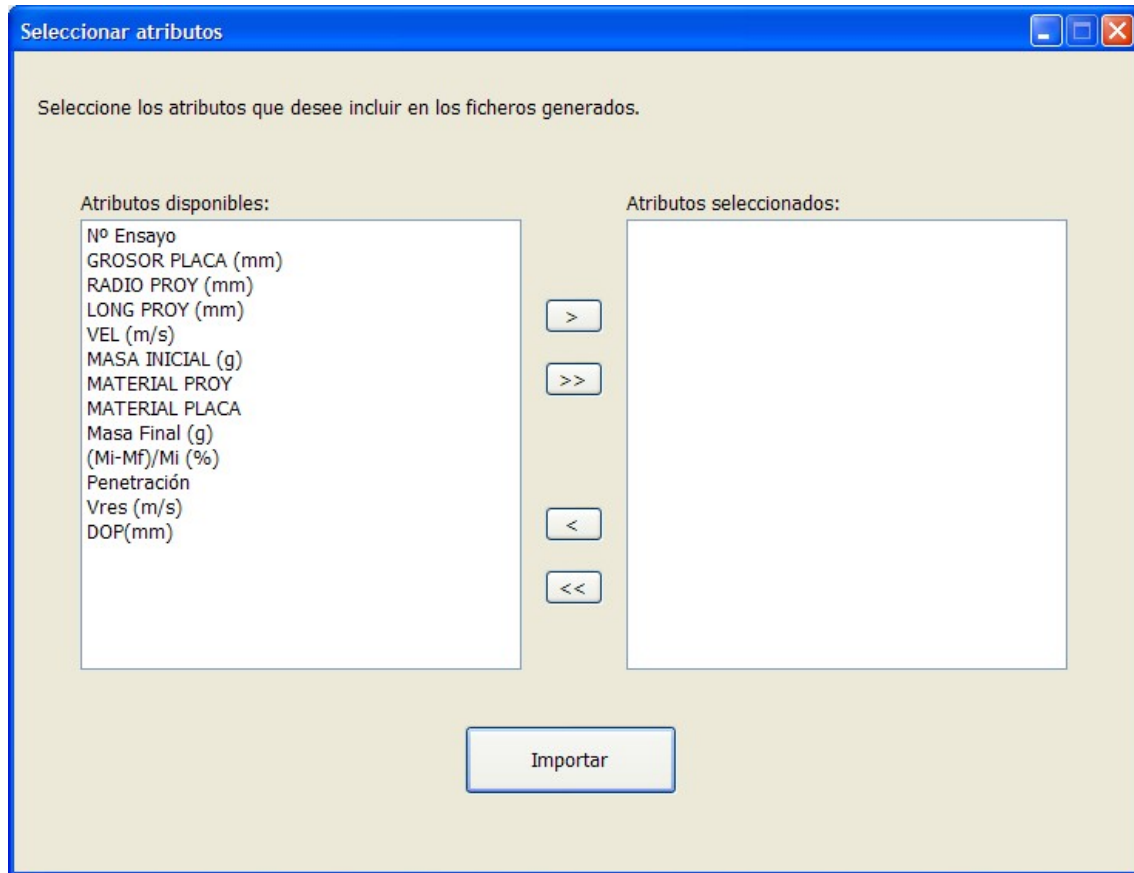 Seleccionar atributos
Seleccione los atributos que desee incluir en los ficheros generados.
Atributos disponibles:
Nº Ensayo
GROSOR PLACA (mm)
RADIO PROY (mm)
LONG PROY (mm)
VEL (m/s)
MASA INICIAL (g)
MATERIAL PROY
MATERIAL PLACA
Masa Final (g)
(Mi-Mf)/Mi (%)
Penetración
Vres (m/s)
DOP(mm)
>
>>
<
<<
Atributos seleccionados:
Importar